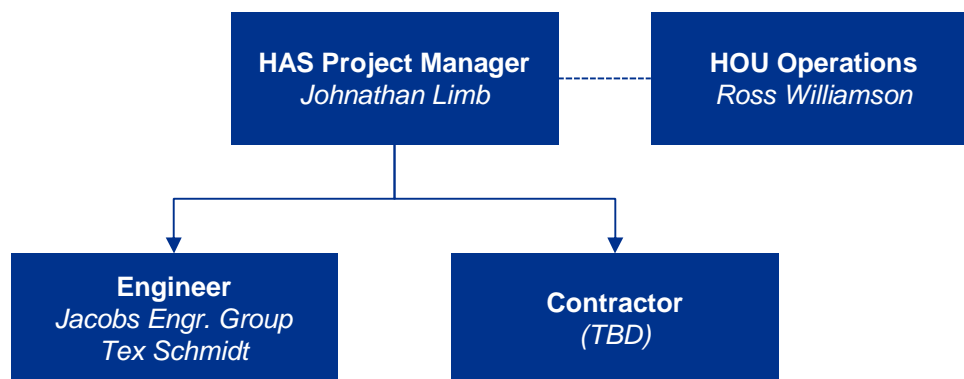 HAS Project Manager
Johnathan Limb
HOU Operations
Ross Williamson
Engineer
Jacobs Engr. Group
Tex Schmidt
Contractor
(TBD)